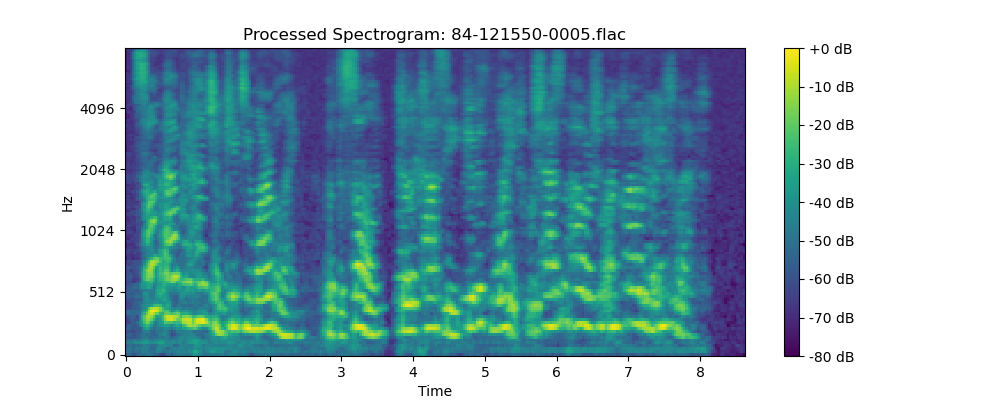 Processed Spectrogram: 84-121550-0005.flac
Hz
4096
2048
1024
512
0
0 1 2 3 4 5 6 7 8
Time
+0 dB
-10 dB
-20 dB
-30 dB
-40 dB
-50 dB
-60 dB
-70 dB
-80 dB